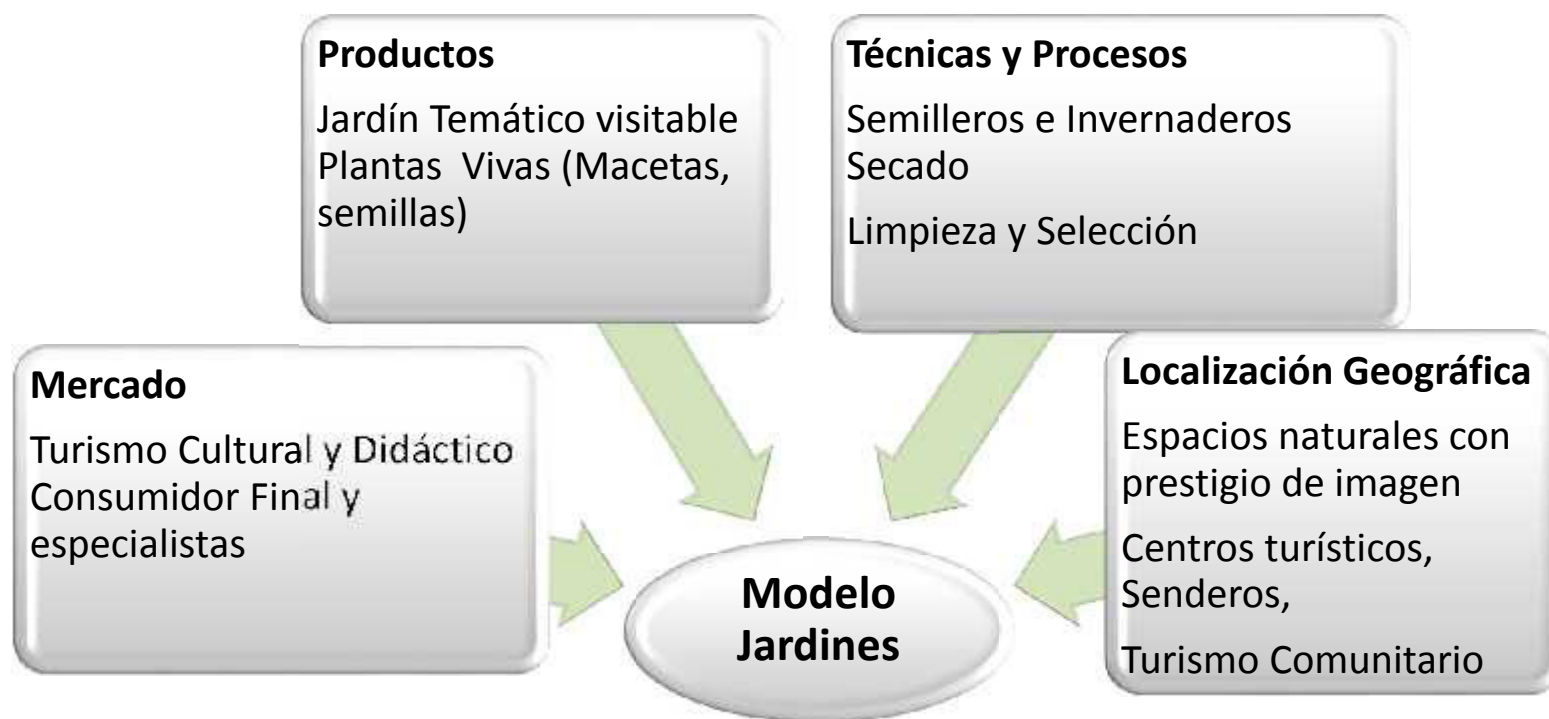 Productos
Jardín Temático visitable
Plantas Vivas (Macetas,
semillas)
Técnicas y Procesos
Semilleros e Invernaderos
Secado
Limpieza y Selección
Mercado
Turismo Cultural y Didáctico
Consumidor Final y
especialistas
Localización Geográfica
Espacios naturales con
prestigio de imagen
Centros turísticos,
Senderos,
Turismo Comunitario
Modelo
Jardines